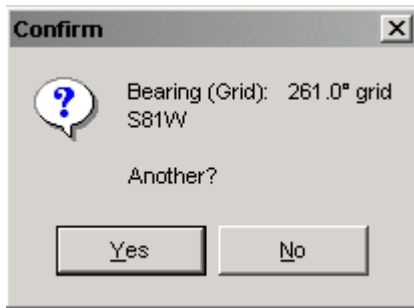 Confirm
Bearing (Grid): 261.0° grid
S81W
Another?
Yes
No